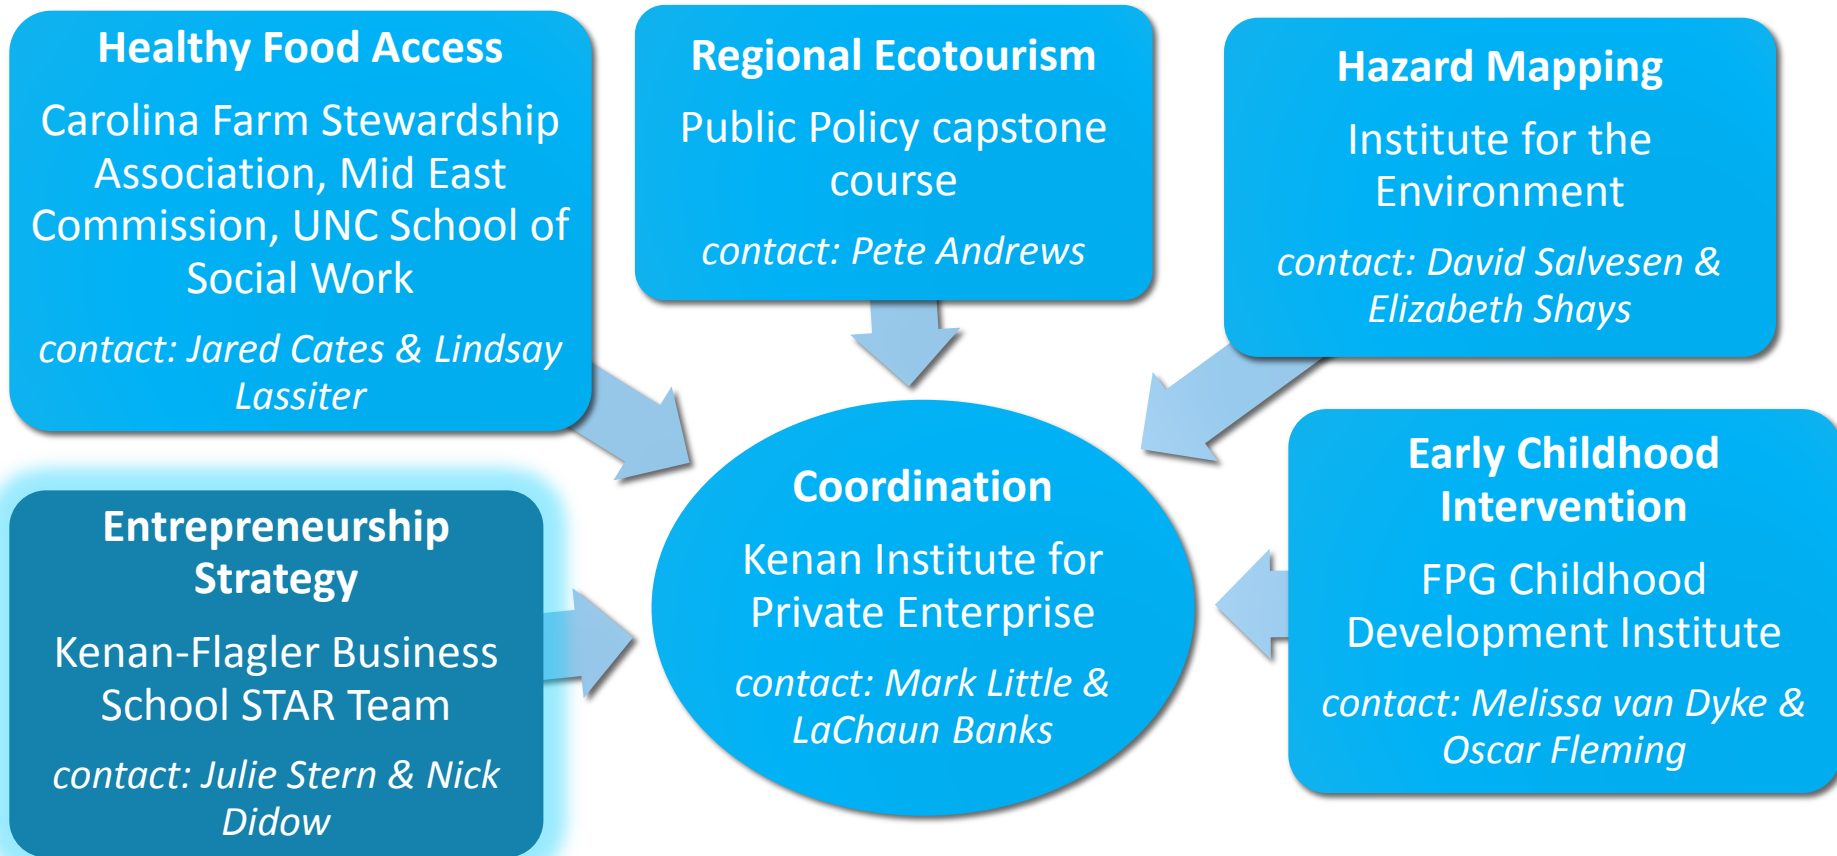 Healthy Food Access
Carolina Farm Stewardship
Association, Mid East
Commission, UNC School of
Social Work
contact: Jared Cates & Lindsay
Lassiter
Regional Ecotourism
Public Policy capstone
course
contact: Pete Andrews
Hazard Mapping
Institute for the
Environment
contact: David Salvesen &
Elizabeth Shays
Entrepreneurship
Strategy
Kenan-Flagler Business
School STAR Team
contact: Julie Stern & Nick
Didow
Coordination
Kenan Institute for
Private Enterprise
contact: Mark Little &
LaChaun Banks
Early Childhood
Intervention
FPG Childhood
Development Institute
contact: Melissa van Dyke &
Oscar Fleming